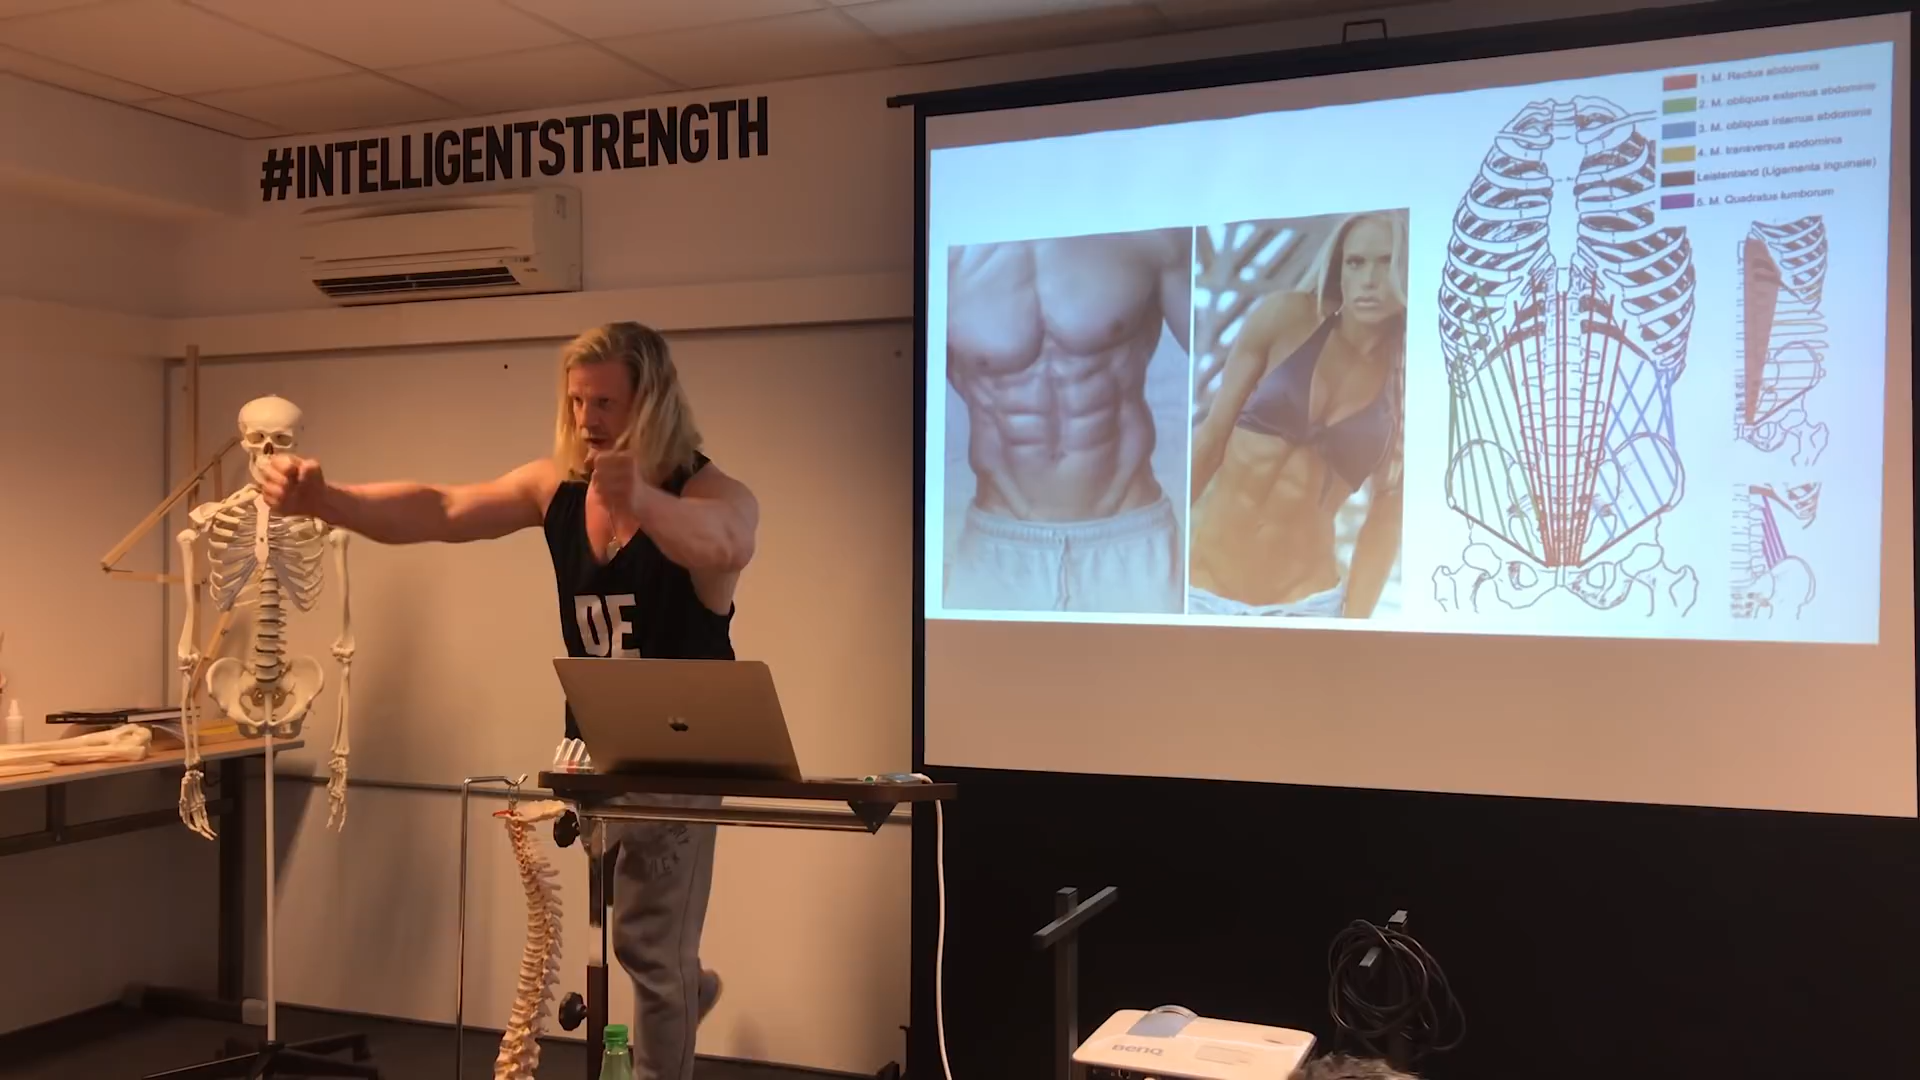 #INTELLIGENTSTRENGTH
1. M. Rectus abdominis
2. M. obliquus externus abdominis
3. M. obliquus internus abdominis
4. M. transversus abdominis
Leistenband (Ligamenta inguinale)
5. M. Quadratus lumborum
DE
BENQ